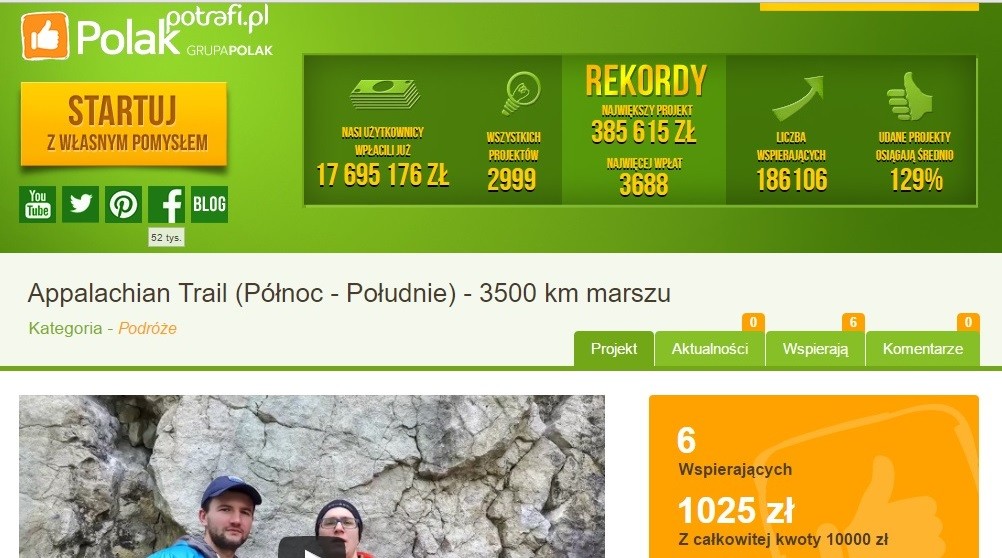 potrafi.pl
Polak
GRUPAPOLAK
STARTUJ
Z WŁASNYM POMYSŁEM
You
Tube
BLOG
52 tys.
NASI UŻYTKOWNICY
WPŁACILI JUŻ
17 695 176 ZŁ
WSZYSTKICH
PROJEKTÓW
2999
REKORDY
NAJWIĘKSZY PROJEKT
385 615 ZŁ
NAJWIĘCEJ WPŁAT
3688
LICZBA
WSPIERAJĄCYCH
186106
UDANE PROJEKTY
OSIĄGAJĄ ŚREDNIO
129%
Appalachian Trail (Północ - Południe) - 3500 km marszu
Kategoria - Podróże
Projekt
Aktualności 0
Wspierają 6
Komentarze 0
6
Wspierających
1025 zł
Z całkowitej kwoty 10000 zł